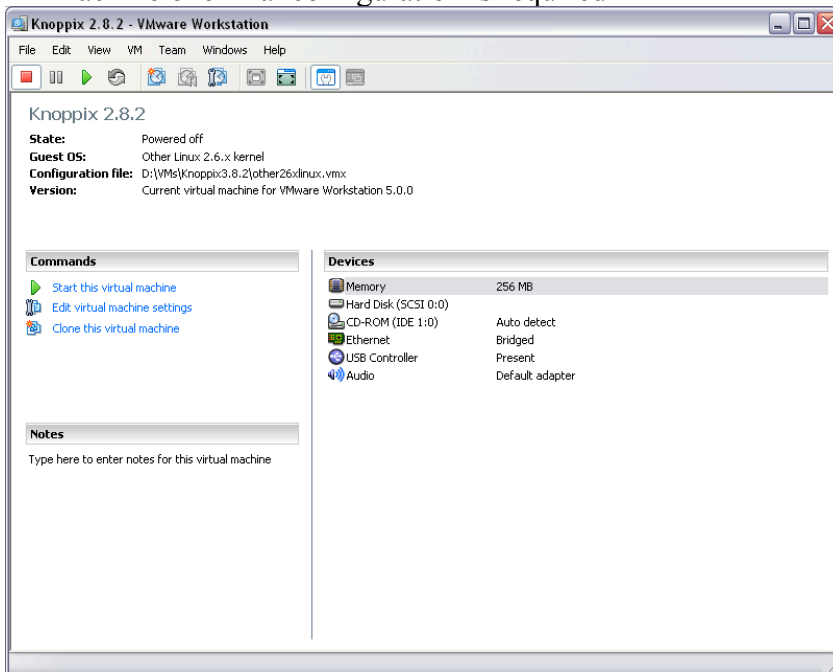 Knoppix 2.8.2 - VMware Workstation
File Edit View VM Team Windows Help
Knoppix 2.8.2
State: Powered off
Guest OS: Other Linux 2.6.x kernel
Configuration file: D:\VMs\Knoppix3.8.2\other26xlinux.vmx
Version: Current virtual machine for VMware Workstation 5.0.0
Commands
Start this virtual machine
Edit virtual machine settings
Clone this virtual machine
Devices
Memory 256 MB
Hard Disk (SCSI 0:0)
CD-ROM (IDE 1:0) Auto detect
Ethernet Bridged
USB Controller Present
Audio Default adapter
Notes
Type here to enter notes for this virtual machine